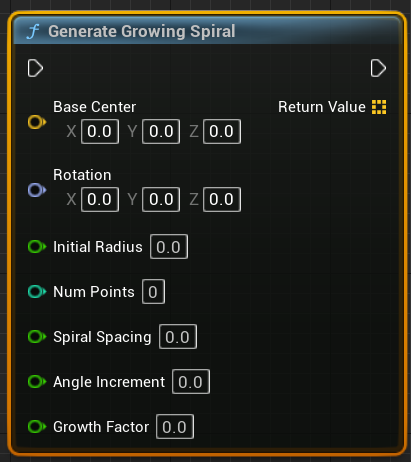 f Generate Growing Spiral
Base Center Return Value
X 0.0 Y 0.0 Z 0.0
Rotation
X 0.0 Y 0.0 Z 0.0
Initial Radius 0.0
Num Points 0
Spiral Spacing 0.0
Angle Increment 0.0
Growth Factor 0.0